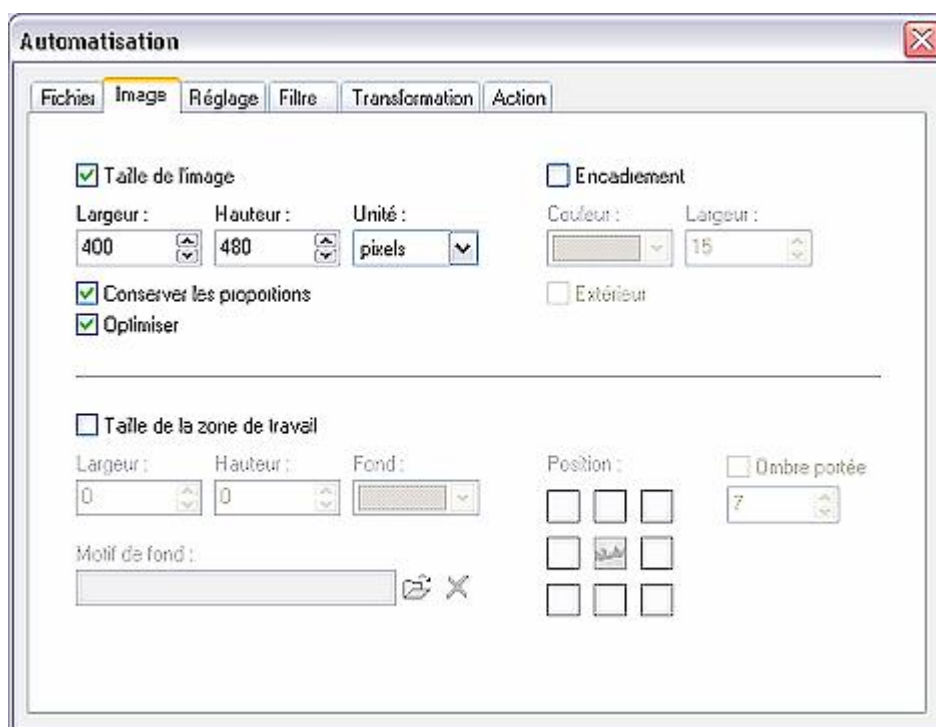 Automatisation
Fichier Image Réglage Filtre Transformation Action
Taille de l'image
Encadrement
Largeur : Hauteur : Unité :
Couleur : Largeur :
400 480 pixels
15
Conserver les proportions
Extérieur
Optimiser
Taille de la zone de travail
Largeur : Hauteur : Fond :
Position :
Ombre portée
0 0
7
Motif de fond :